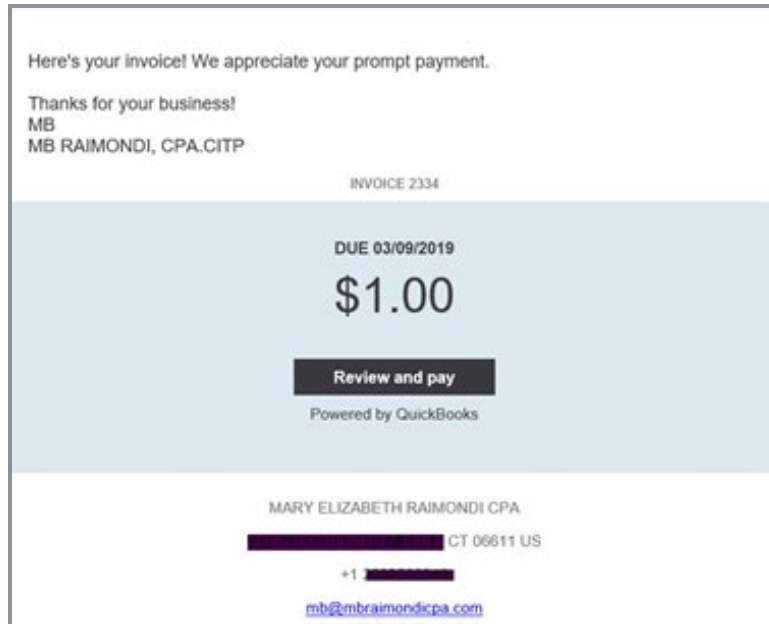 Here's your invoice! We appreciate your prompt payment.
Thanks for your business!
MB
MB RAIMONDI, CPA.CITP
INVOICE 2334
DUE 03/09/2019
$1.00
Review and pay
Powered by QuickBooks
MARY ELIZABETH RAIMONDI CPA
CT 06611 US
+1
mb@mbraimondicpa.com